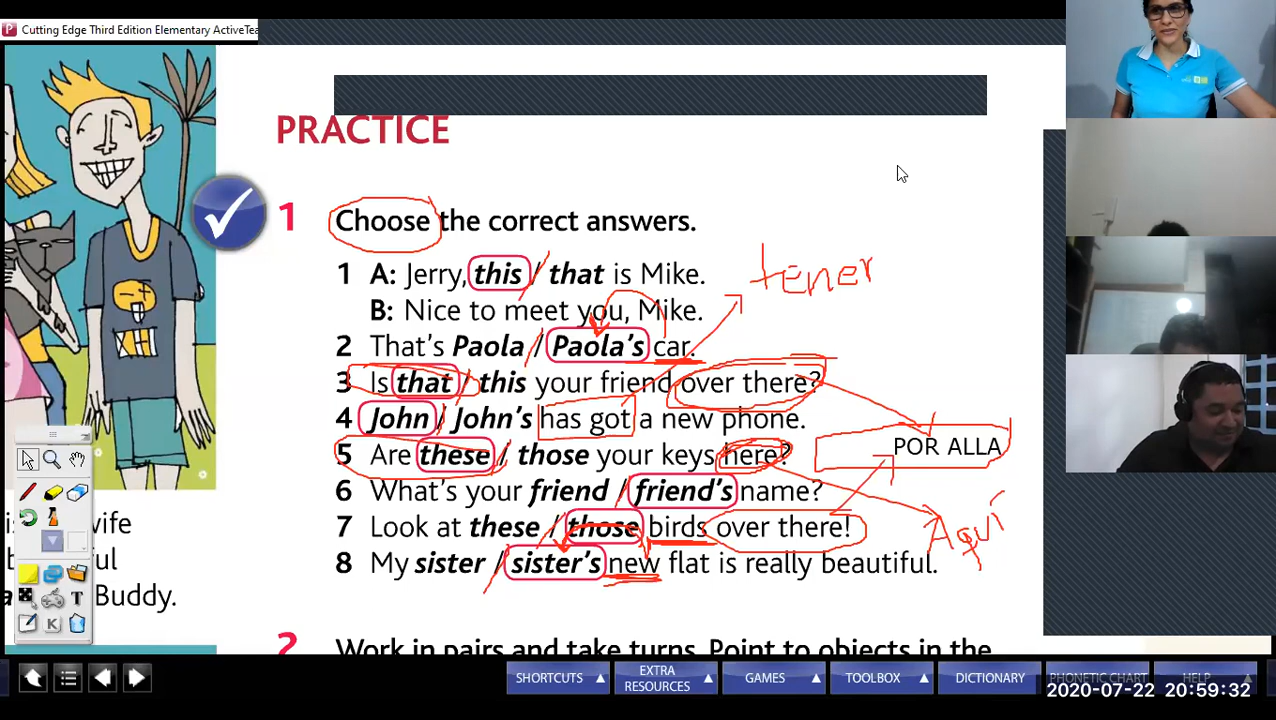 Cutting Edge Third Edition Elementary ActiveTea
PRACTICE
1 Choose the correct answers.
1 A: Jerry, this / that is Mike.
B: Nice to meet you, Mike.
tener
2 That's Paola / Paola's car.
3 Is that / this your friend over there?
4 John / John's has got a new phone.
POR ALLA
5 Are these / those your keys here?
6 What's your friend / friend's name?
7 Look at these / those birds over there!
Aquí
8 My sister / sister's new flat is really beautiful.
wife
ful
Buddy.
2 Work in pairs and take turns. Point to objects in the
SHORTCUTS
EXTRA
RESOURCES
GAMES
TOOLBOX
DICTIONARY
PHONETIC CHART
HELP
2020-07-22 20:59:32